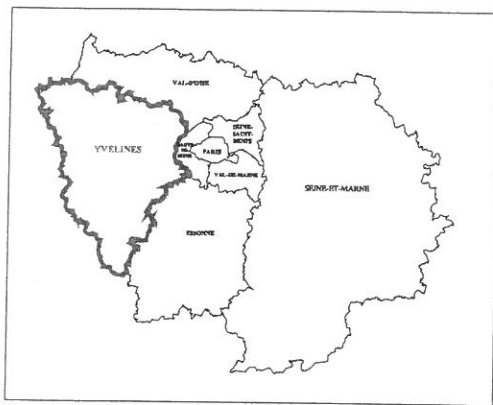 VAL-D'OISE
YVELINES
SEINE-
SAINT-
DENIS
HAUTS-
DE-
SEINE
PARIS
VAL-DE-MARNE
SEINE-ET-MARNE
ESSONNE